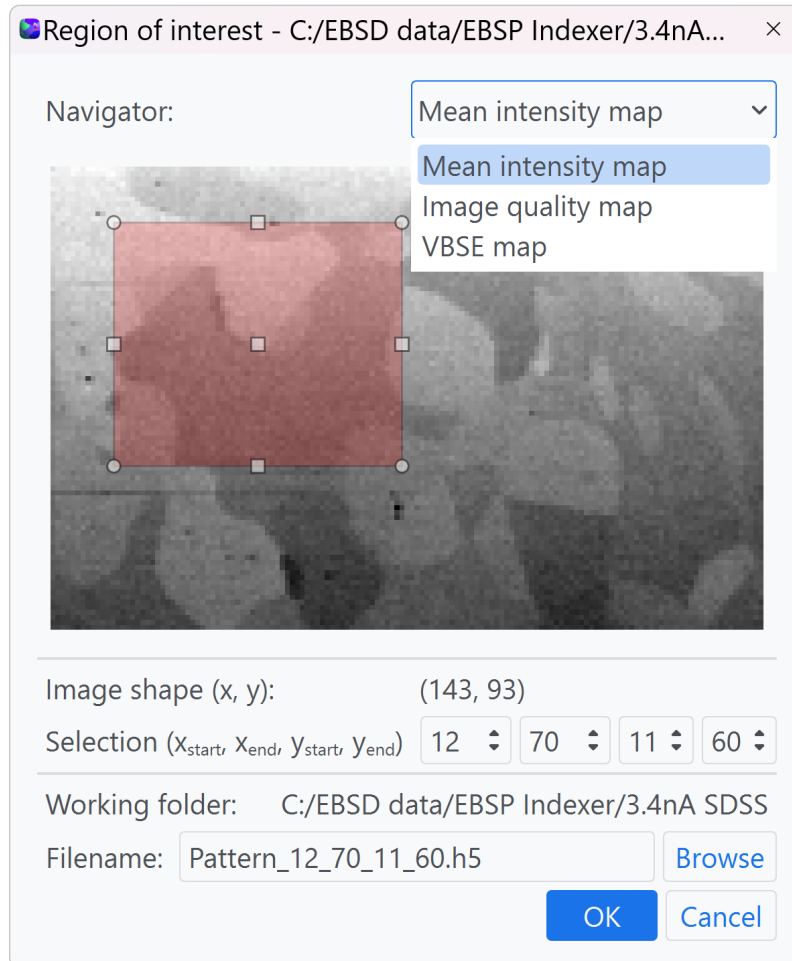 Region of interest - C:/EBSD data/EBSP Indexer/3.4nA...
Navigator: Mean intensity map
Mean intensity map
Image quality map
VBSE map
Image shape (x, y): (143, 93)
Selection (xstart, xend, ystart, yend) 12 70 11 60
Working folder: C:/EBSD data/EBSP Indexer/3.4nA SDSS
Filename: Pattern_12_70_11_60.h5 Browse
OK Cancel